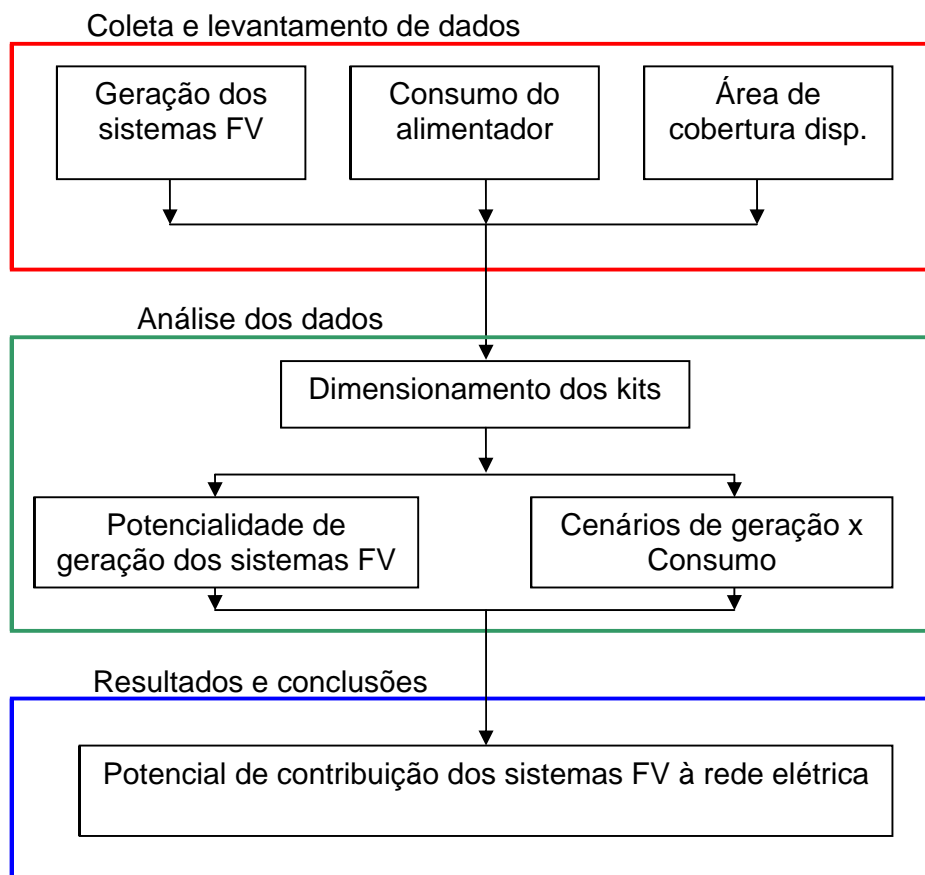 Coleta e levantamento de dados
Geração dos
sistemas FV
Consumo do
alimentador
Área de
cobertura disp.
Análise dos dados
Dimensionamento dos kits
Potencialidade de
geração dos sistemas FV
Cenários de geração x
Consumo
Resultados e conclusões
Potencial de contribuição dos sistemas FV à rede elétrica